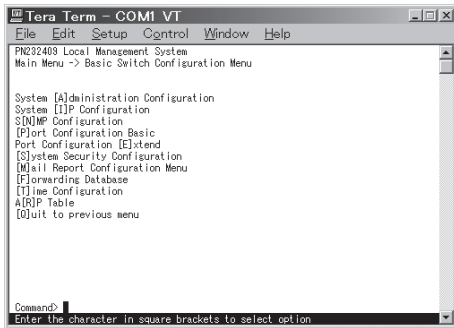 Tera Term - COM1 VT
File Edit Setup Control Window Help
PN232409 Local Management System
Main Menu -> Basic Switch Configuration Menu
System [A]dministration Configuration
System [I]P Configuration
S[N]MP Configuration
[P]ort Configuration Basic
Port Configuration [E]xtend
[S]ystem Security Configuration
[M]ail Report Configuration Menu
[F]orwarding Database
[T]ime Configuration
A[R]P Table
[Q]uit to previous menu
Command>
Enter the character in square brackets to select option